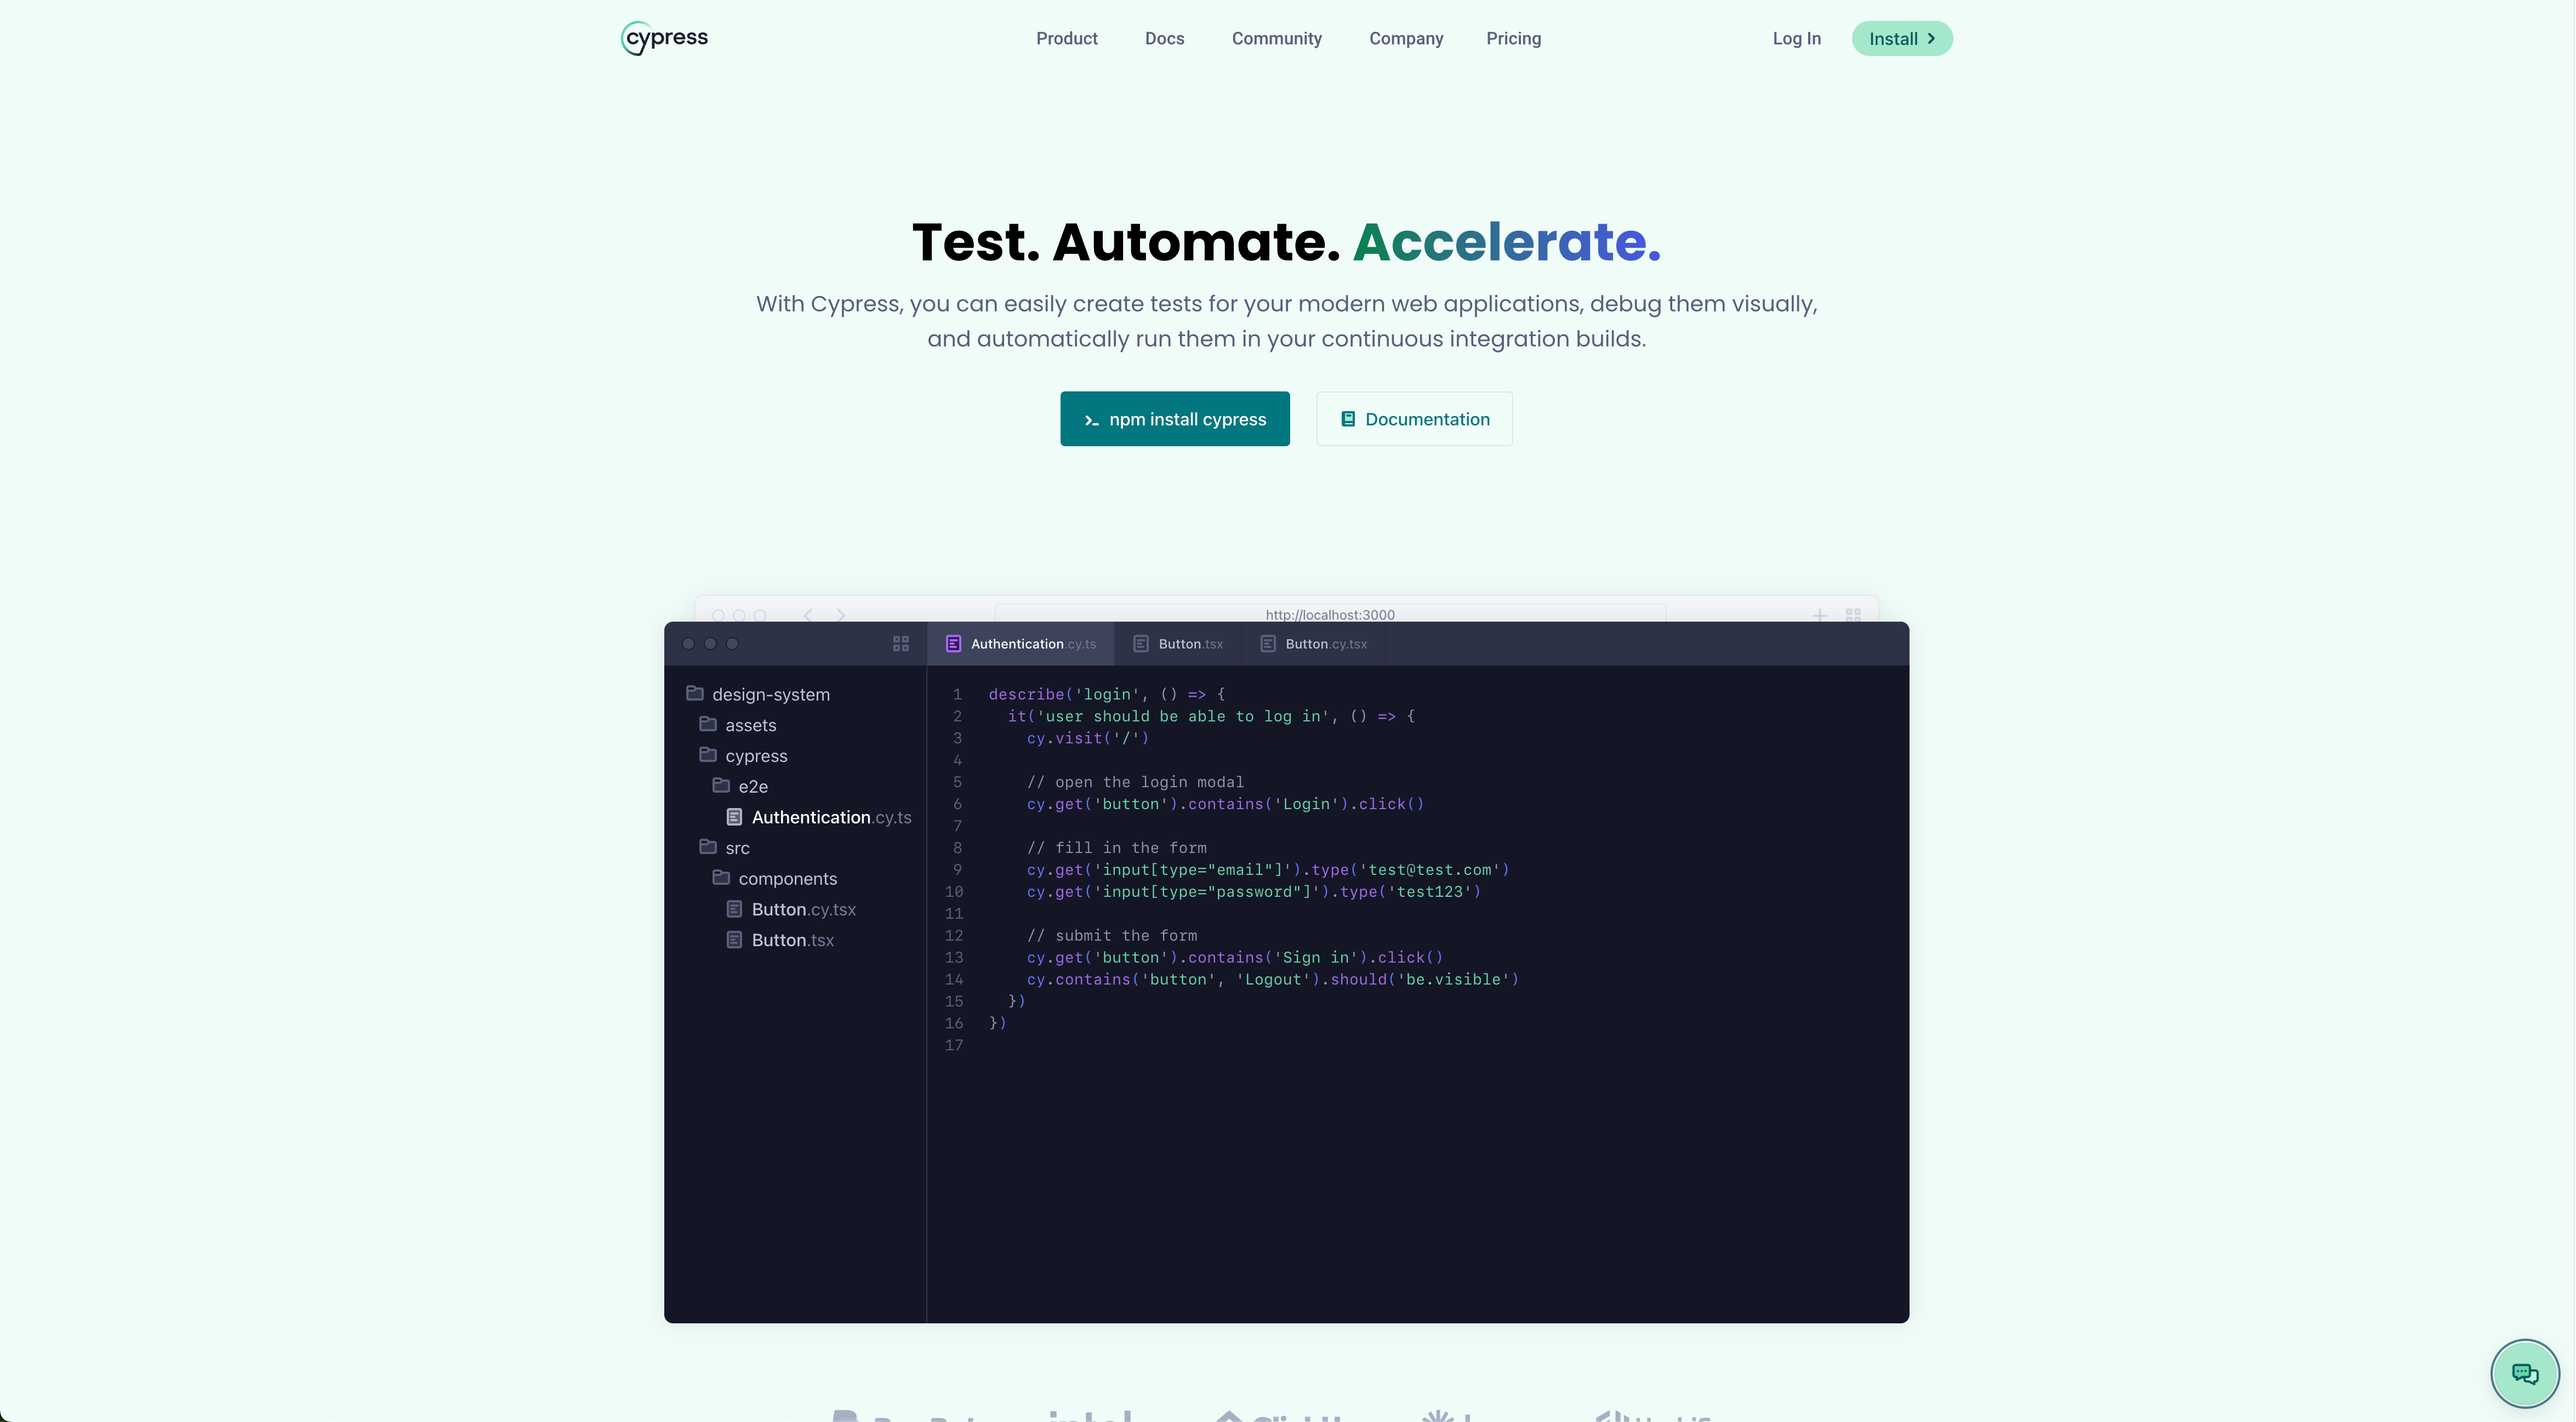 cypress
Product Docs Community Company Pricing
Log In Install
Test. Automate. Accelerate.
With Cypress, you can easily create tests for your modern web applications, debug them visually,
and automatically run them in your continuous integration builds.
npm install cypress
Documentation
http://localhost:3000
Authentication.cy.ts Button.tsx Button.cy.tsx
design-system
assets
cypress
e2e
Authentication.cy.ts
src
components
Button.cy.tsx
Button.tsx
1 describe('login', () => {
2   it('user should be able to log in', () => {
3     cy.visit('/')
4
5     // open the login modal
6     cy.get('button').contains('Login').click()
7
8     // fill in the form
9     cy.get('input[type="email"]').type('test@test.com')
10     cy.get('input[type="password"]').type('test123')
11
12     // submit the form
13     cy.get('button').contains('Sign in').click()
14     cy.contains('button', 'Logout').should('be.visible')
15   })
16 })
17
intel